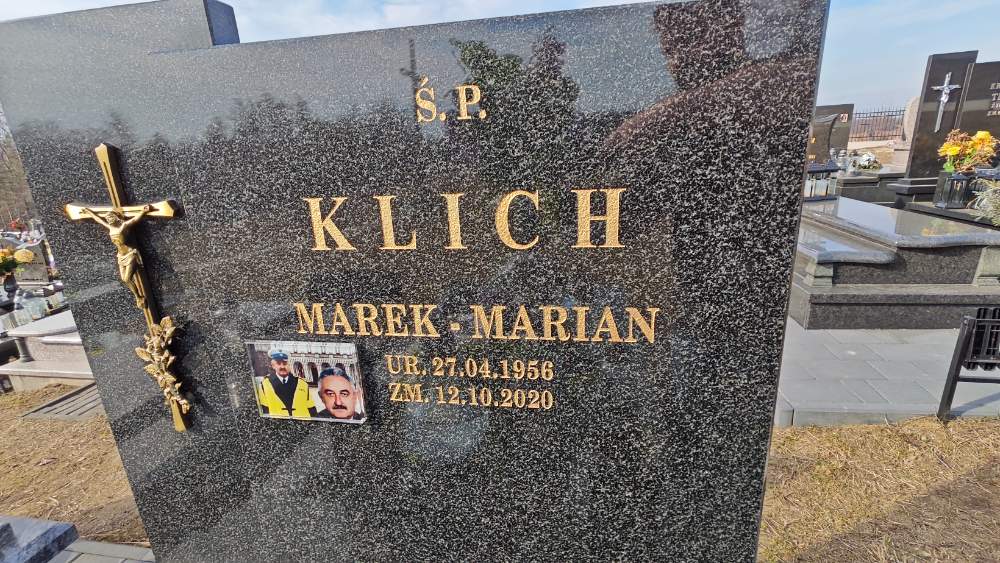 Ś. P.
KLICH
MAREK - MARIAN
UR. 27.04.1956
ZM. 12.10.2020